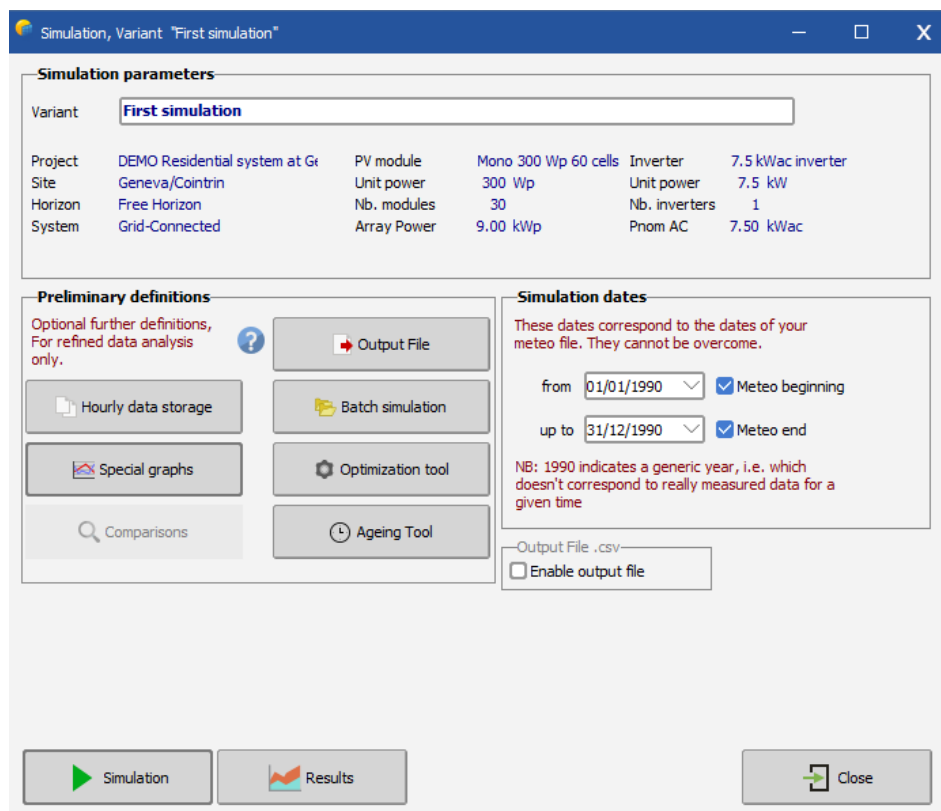 Simulation, Variant "First simulation"
Simulation parameters
Variant First simulation
Project DEMO Residential system at Ge PV module Mono 300 Wp 60 cells Inverter 7.5 kWac inverter
Site Geneva/Cointrin Unit power 300 Wp Unit power 7.5 kW
Horizon Free Horizon Nb. modules 30 Nb. inverters 1
System Grid-Connected Array Power 9.00 kWp Pnom AC 7.50 kWac
Preliminary definitions
Optional further definitions,
For refined data analysis
only.
? Output File
Hourly data storage Batch simulation
Special graphs Optimization tool
Comparisons Ageing Tool
Simulation dates
These dates correspond to the dates of your
meteo file. They cannot be overcome.
from 01/01/1990 Meteo beginning
up to 31/12/1990 Meteo end
NB: 1990 indicates a generic year, i.e. which
doesn't correspond to really measured data for a
given time
Output File .csv
Enable output file
Simulation Results Close